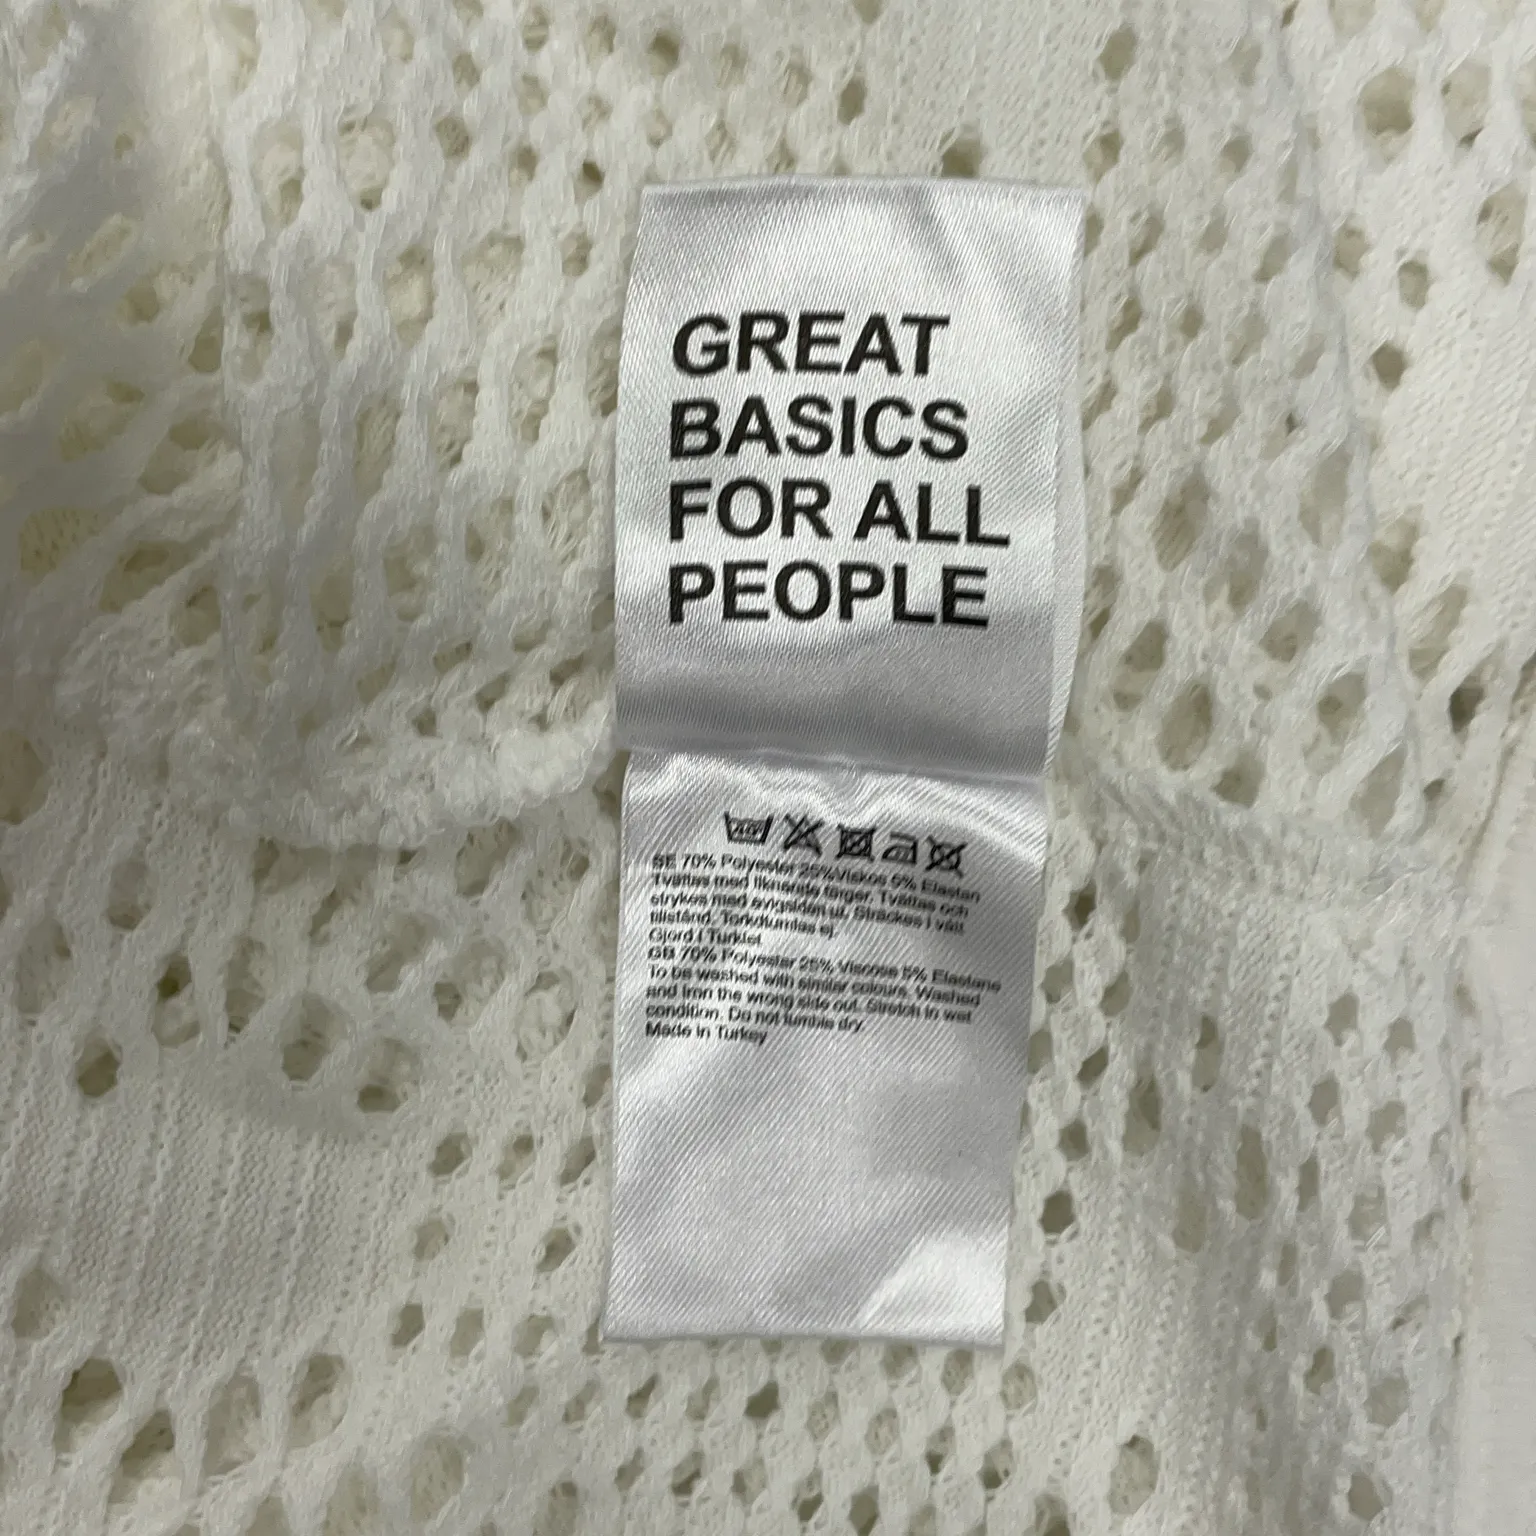 GREAT
BASICS
FOR ALL
PEOPLE
40
SE 70% Polyester 25%Viskos 5% Elastan
Tvättas med liknande färger. Tvättas och
strykes med avigsidan ut. Sträckes i vått
tillstånd. Torktumlas ej.
Gjord i Turkiet
GB 70% Polyester 25% Viscose 5% Elastane
To be washed with similar colours. Washed
and iron the wrong side out. Stretch in wet
condition. Do not tumble dry.
Made in Turkey